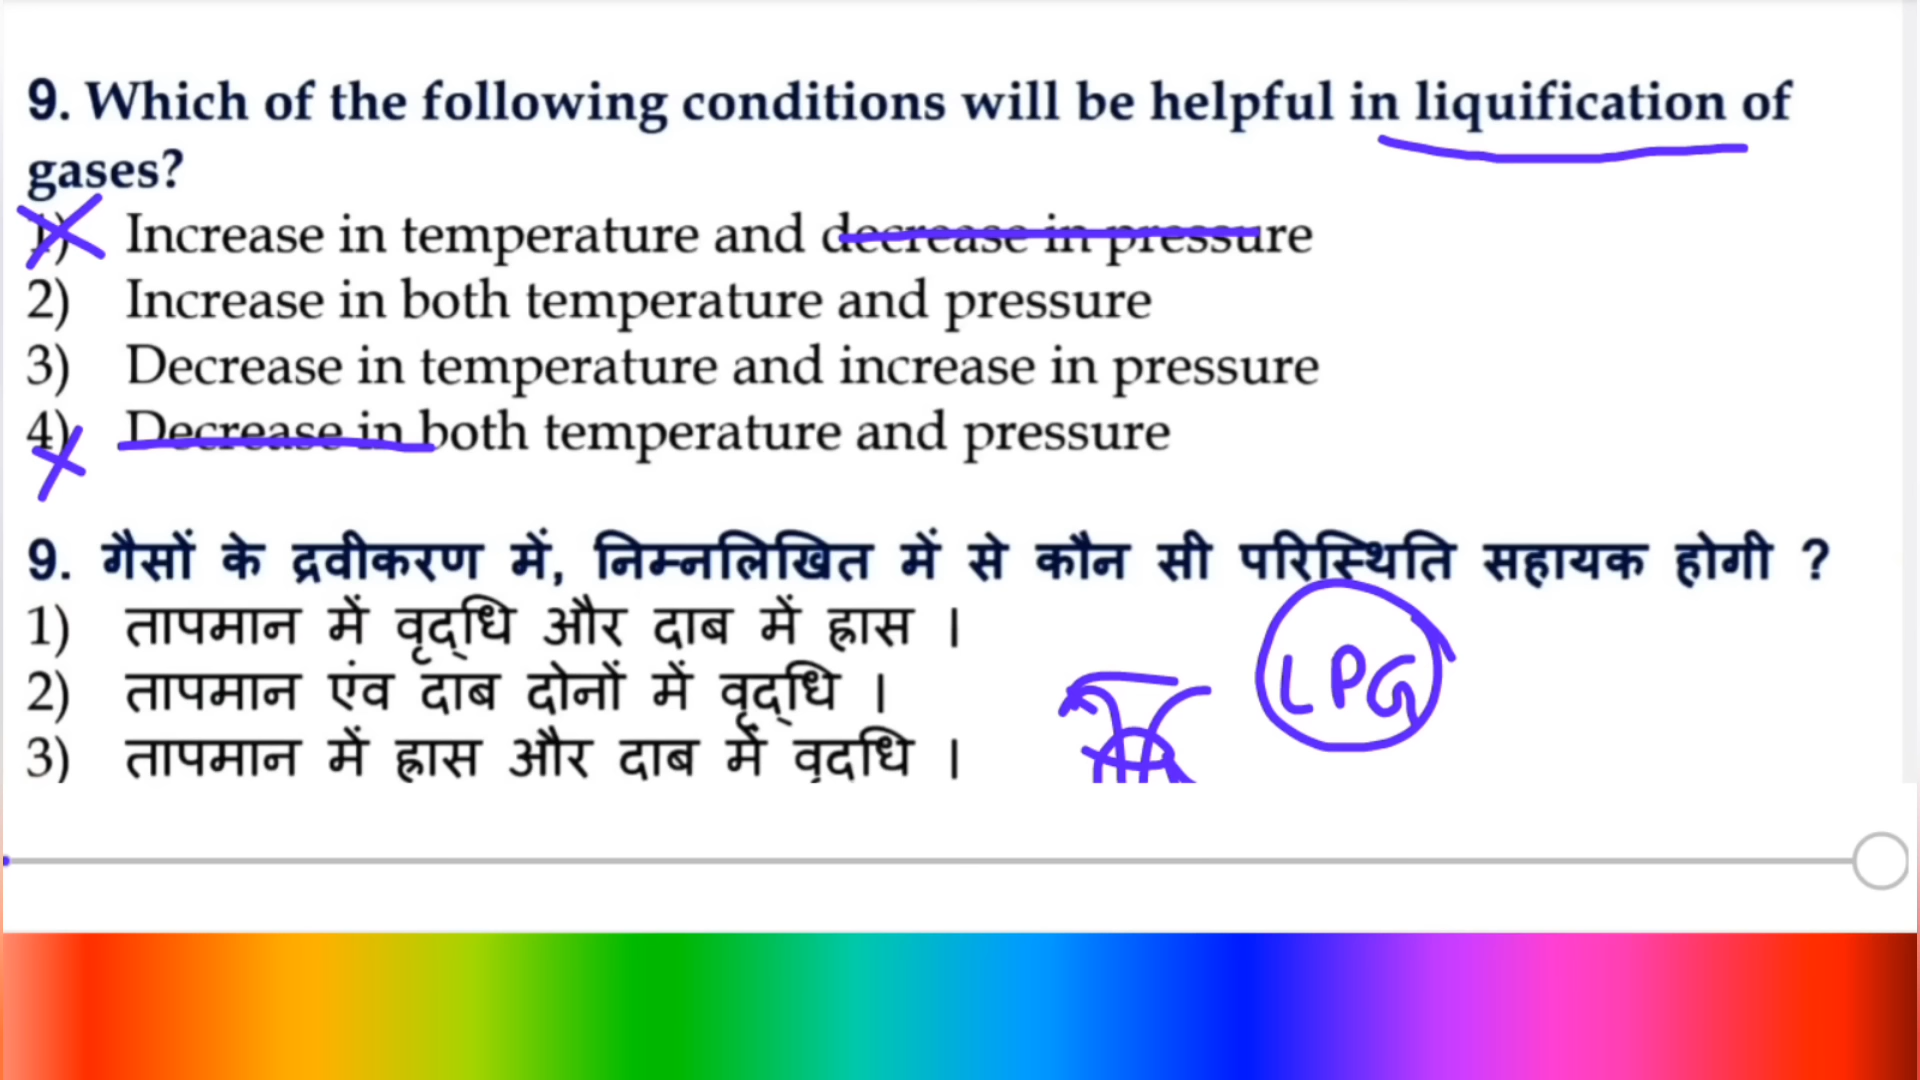 9. Which of the following conditions will be helpful in liquification of
gases?
1) Increase in temperature and decrease in pressure
2) Increase in both temperature and pressure
3) Decrease in temperature and increase in pressure
4) Decrease in both temperature and pressure
9. गैसों के द्रवीकरण में, निम्नलिखित में से कौन सी परिस्थिति सहायक होगी ?
1) तापमान में वृद्धि और दाब में ह्रास ।
2) तापमान एंव दाब दोनों में वृद्धि ।
LPG
3) तापमान में ह्रास और दाब में वृद्धि ।